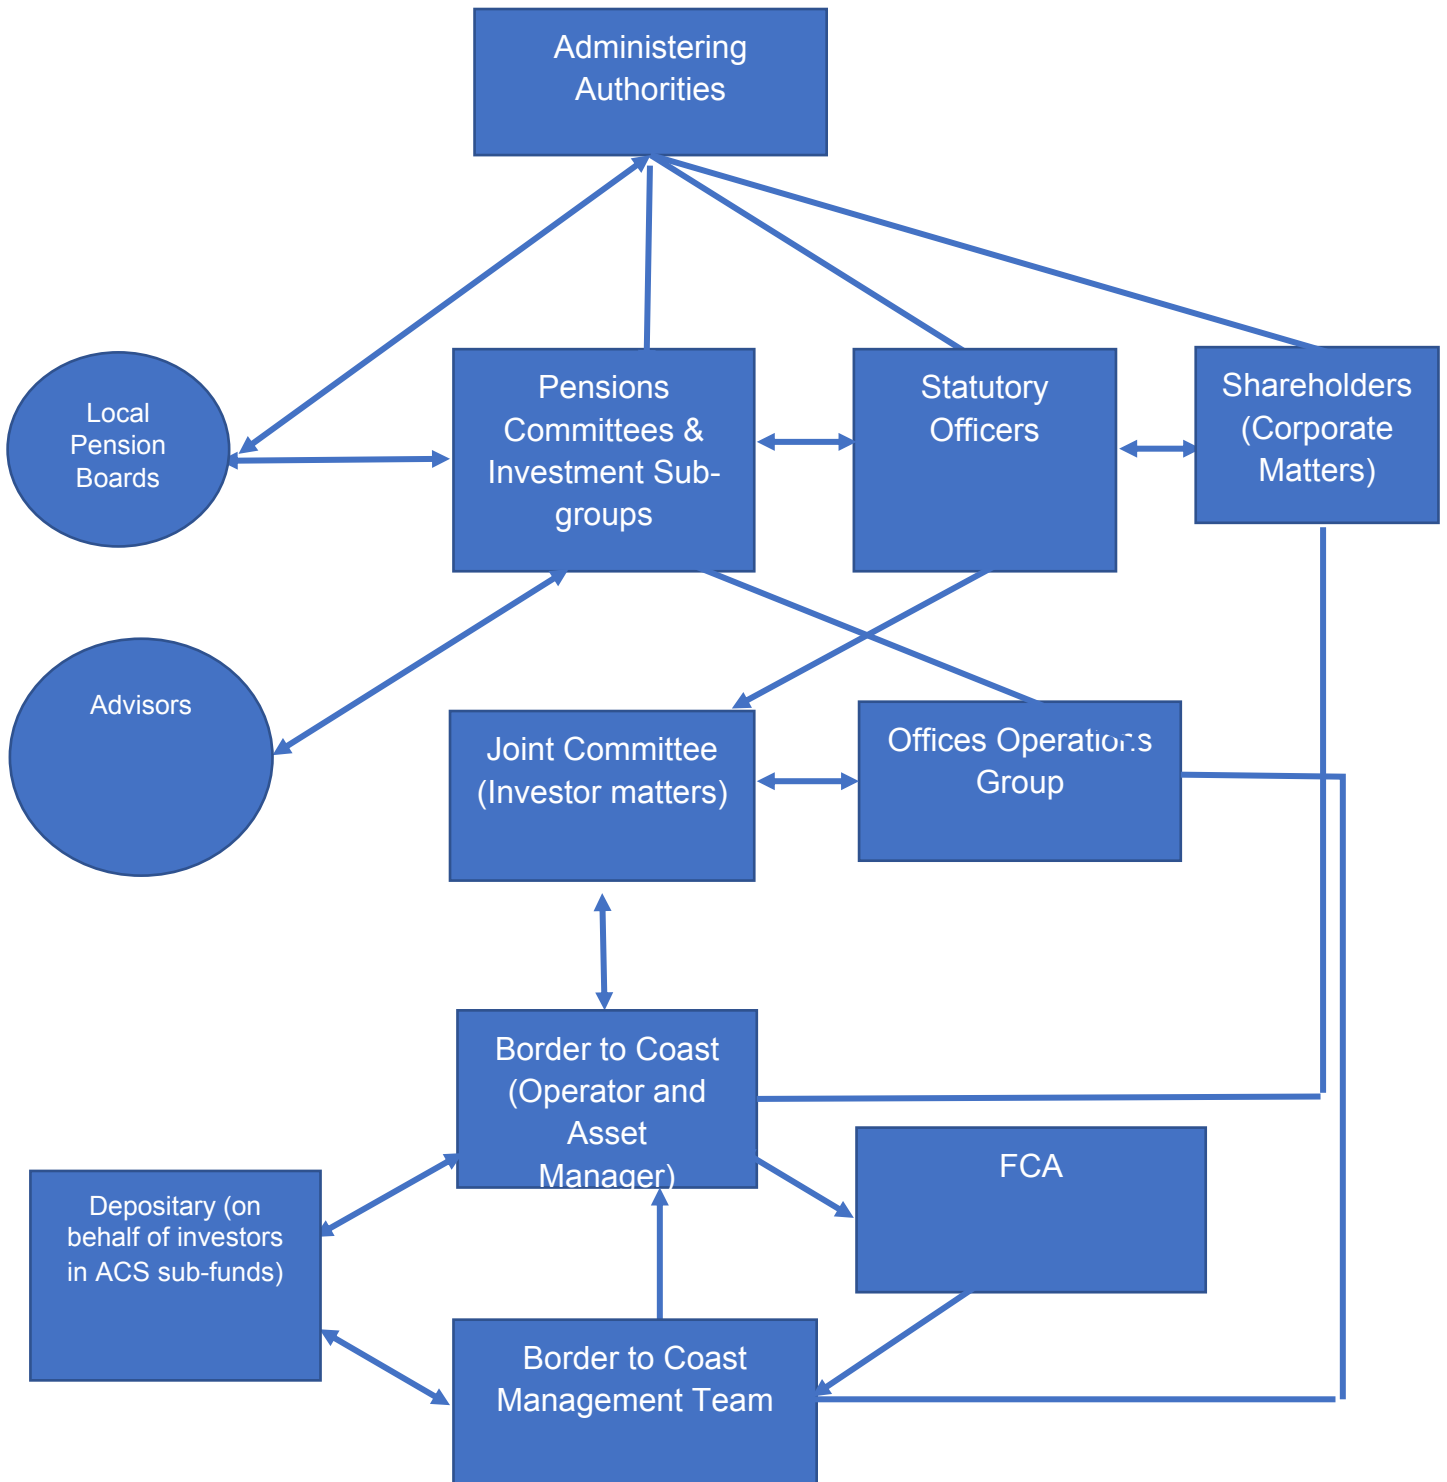 Administering
Authorities
Local
Pension
Boards
Pensions
Committees &
Investment Sub-
groups
Statutory
Officers
Shareholders
(Corporate
Matters)
Advisors
Joint Committee
(Investor matters)
Offices Operations
Group
Border to Coast
(Operator and
Asset
Manager)
FCA
Depositary (on
behalf of investors
in ACS sub-funds)
Border to Coast
Management Team